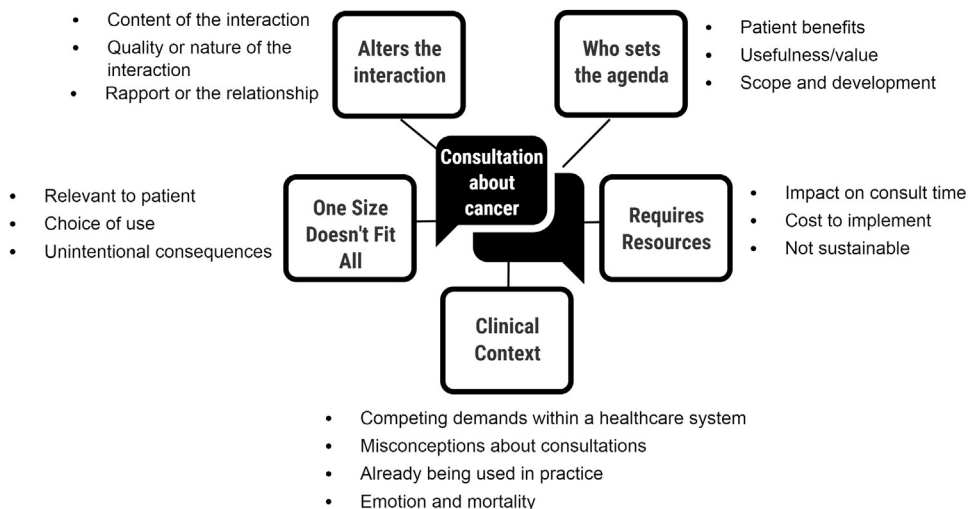 • Content of the interaction
• Quality or nature of the
interaction
• Rapport or the relationship
Alters the
interaction
Who sets
the agenda
• Patient benefits
• Usefulness/value
• Scope and development
Consultation
about
cancer
• Relevant to patient
• Choice of use
• Unintentional consequences
One Size
Doesn't Fit
All
Requires
Resources
• Impact on consult time
• Cost to implement
• Not sustainable
Clinical
Context
• Competing demands within a healthcare system
• Misconceptions about consultations
• Already being used in practice
• Emotion and mortality